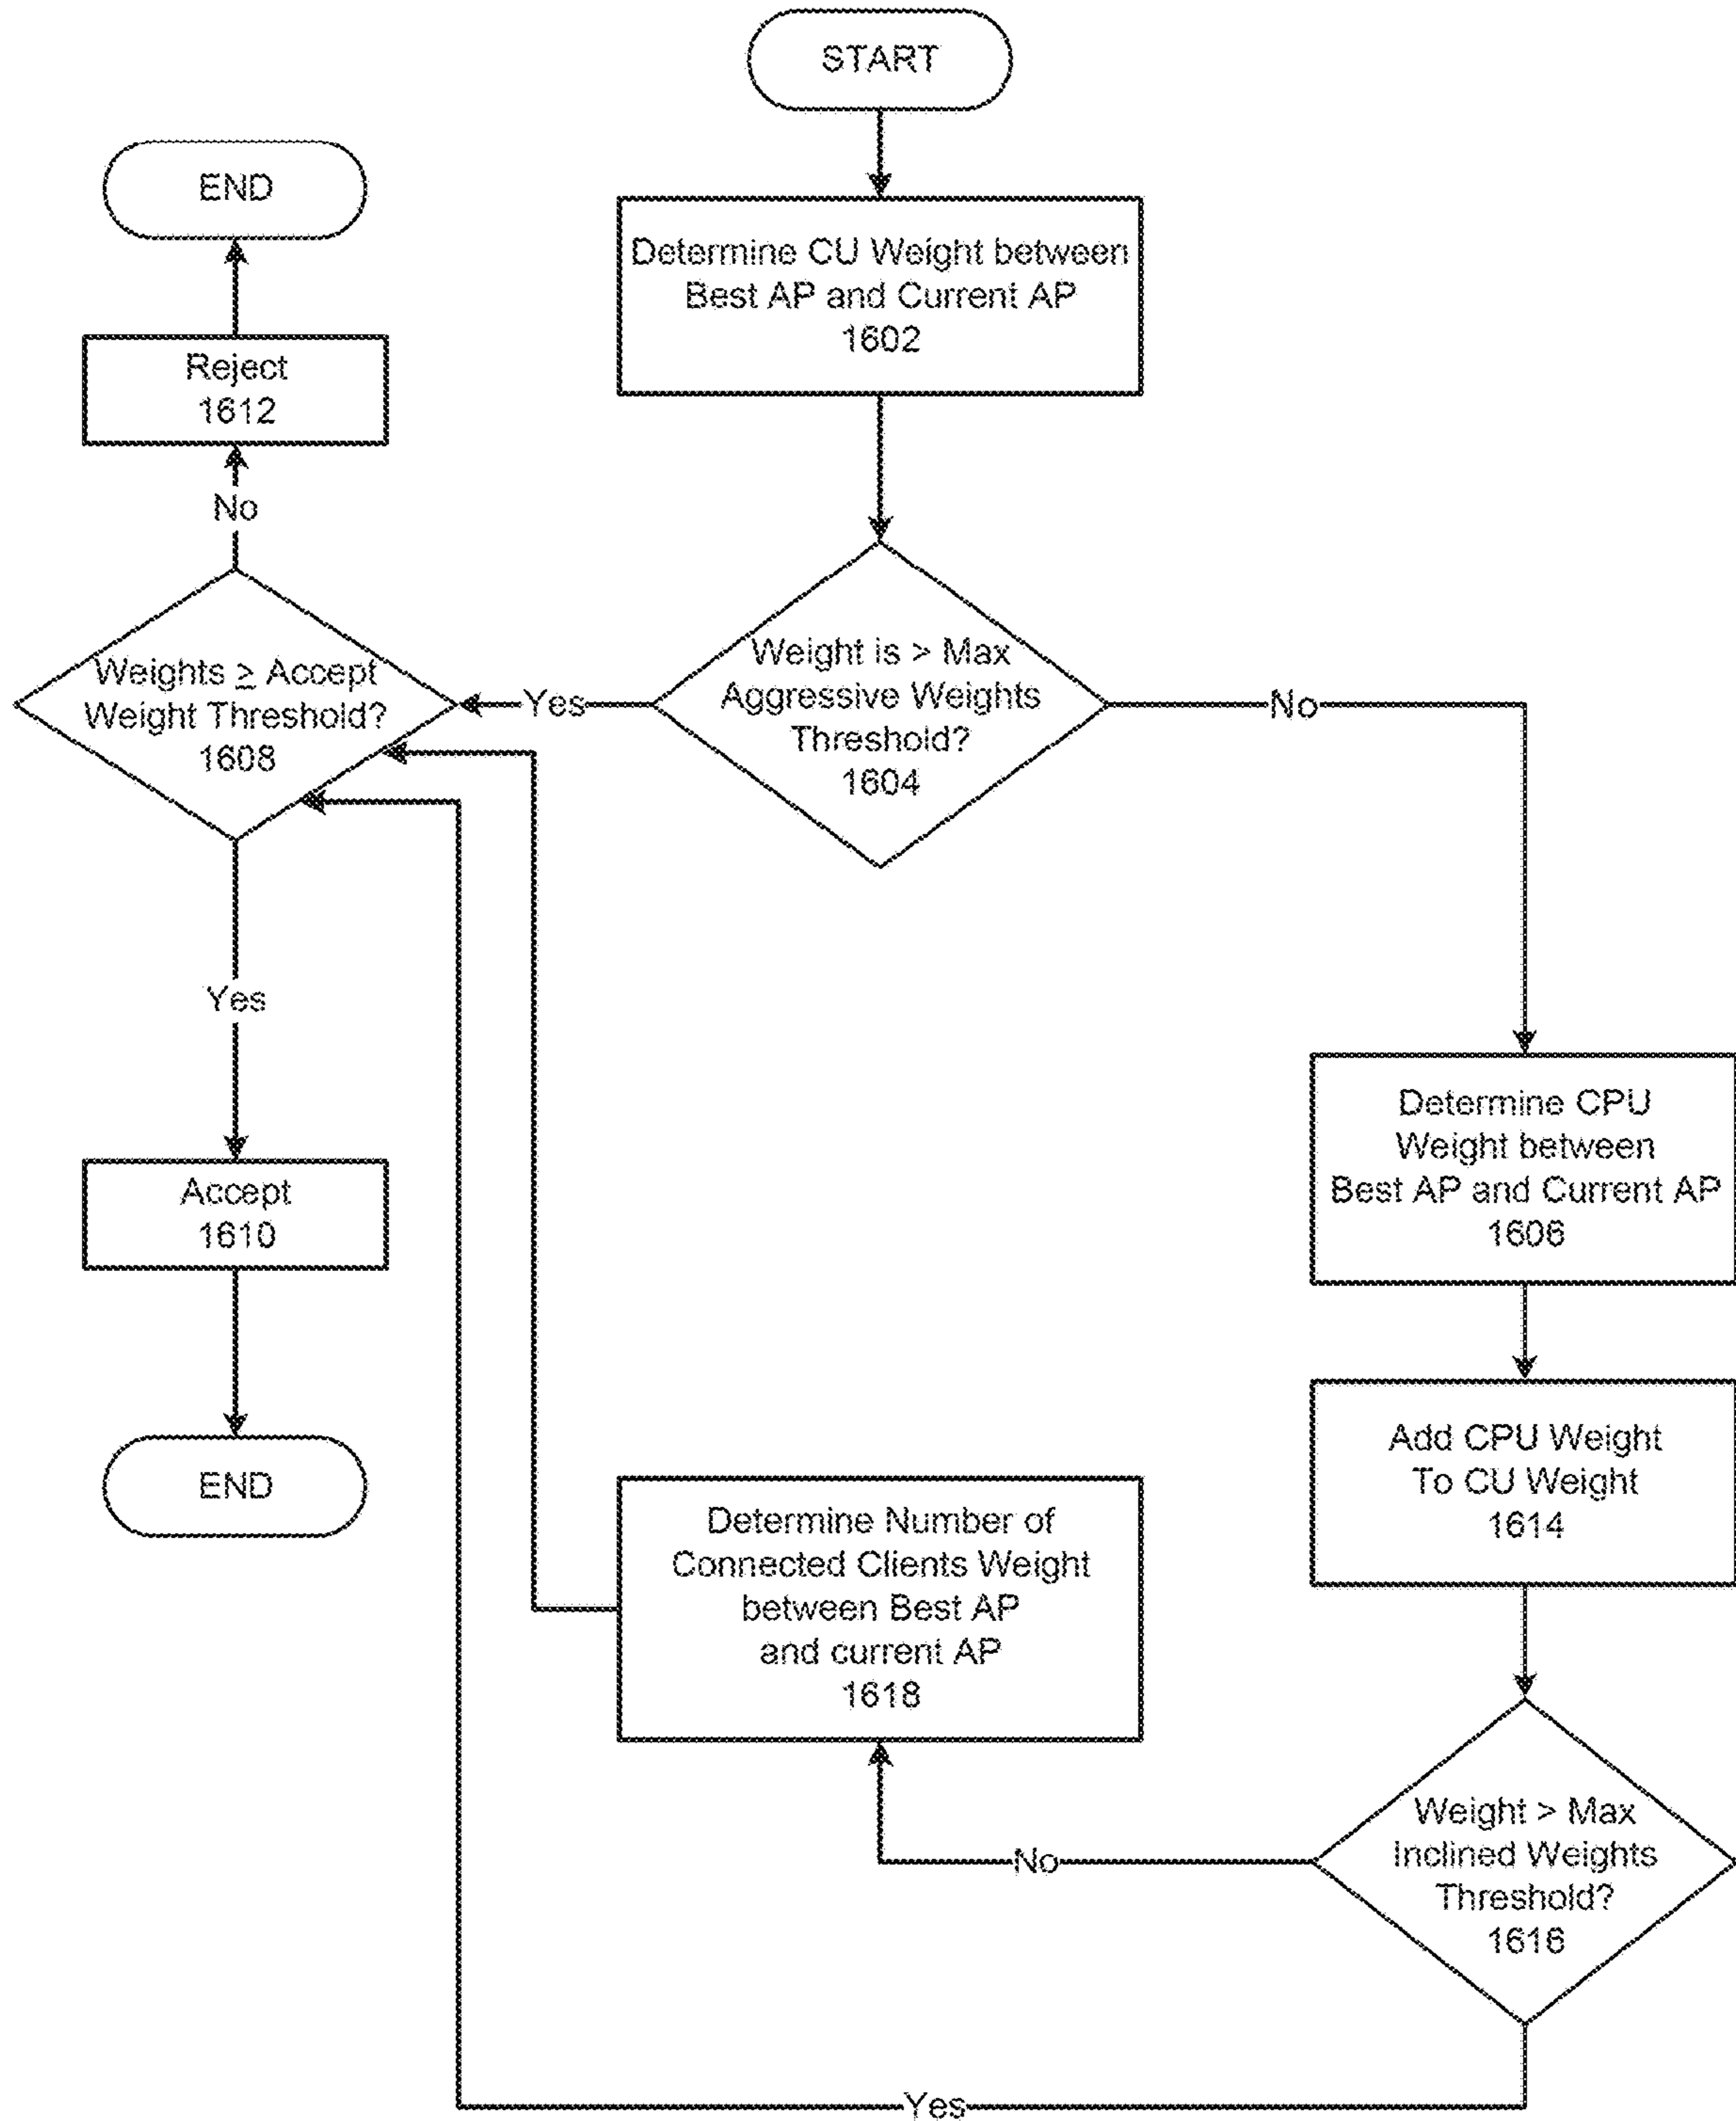 START
END
Determine CU Weight between
Best AP and Current AP
1602
Reject
1612
No
Weights ≥ Accept
Weight Threshold?
1608
Yes
Weight is > Max
Aggressive Weights
Threshold?
1604
No
Yes
Accept
1610
END
Determine CPU
Weight between
Best AP and Current AP
1606
Add CPU Weight
To CU Weight
1614
Determine Number of
Connected Clients Weight
between Best AP
and current AP
1618
No
Weight > Max
Inclined Weights
Threshold?
1616
Yes